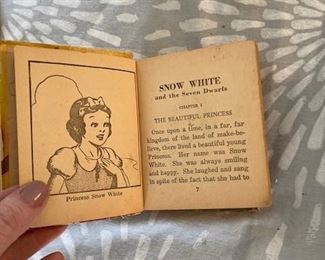 Princess Snow White
SNOW WHITE
and the Seven Dwarfs
CHAPTER 1
THE BEAUTIFUL PRINCESS
Once upon a time, in a far, far
kingdom of the land of make-be-
lieve, there lived a beautiful young
Princess. Her name was Snow
White. She was always smiling
and happy. She laughed and sang
in spite of the fact that she had to
7